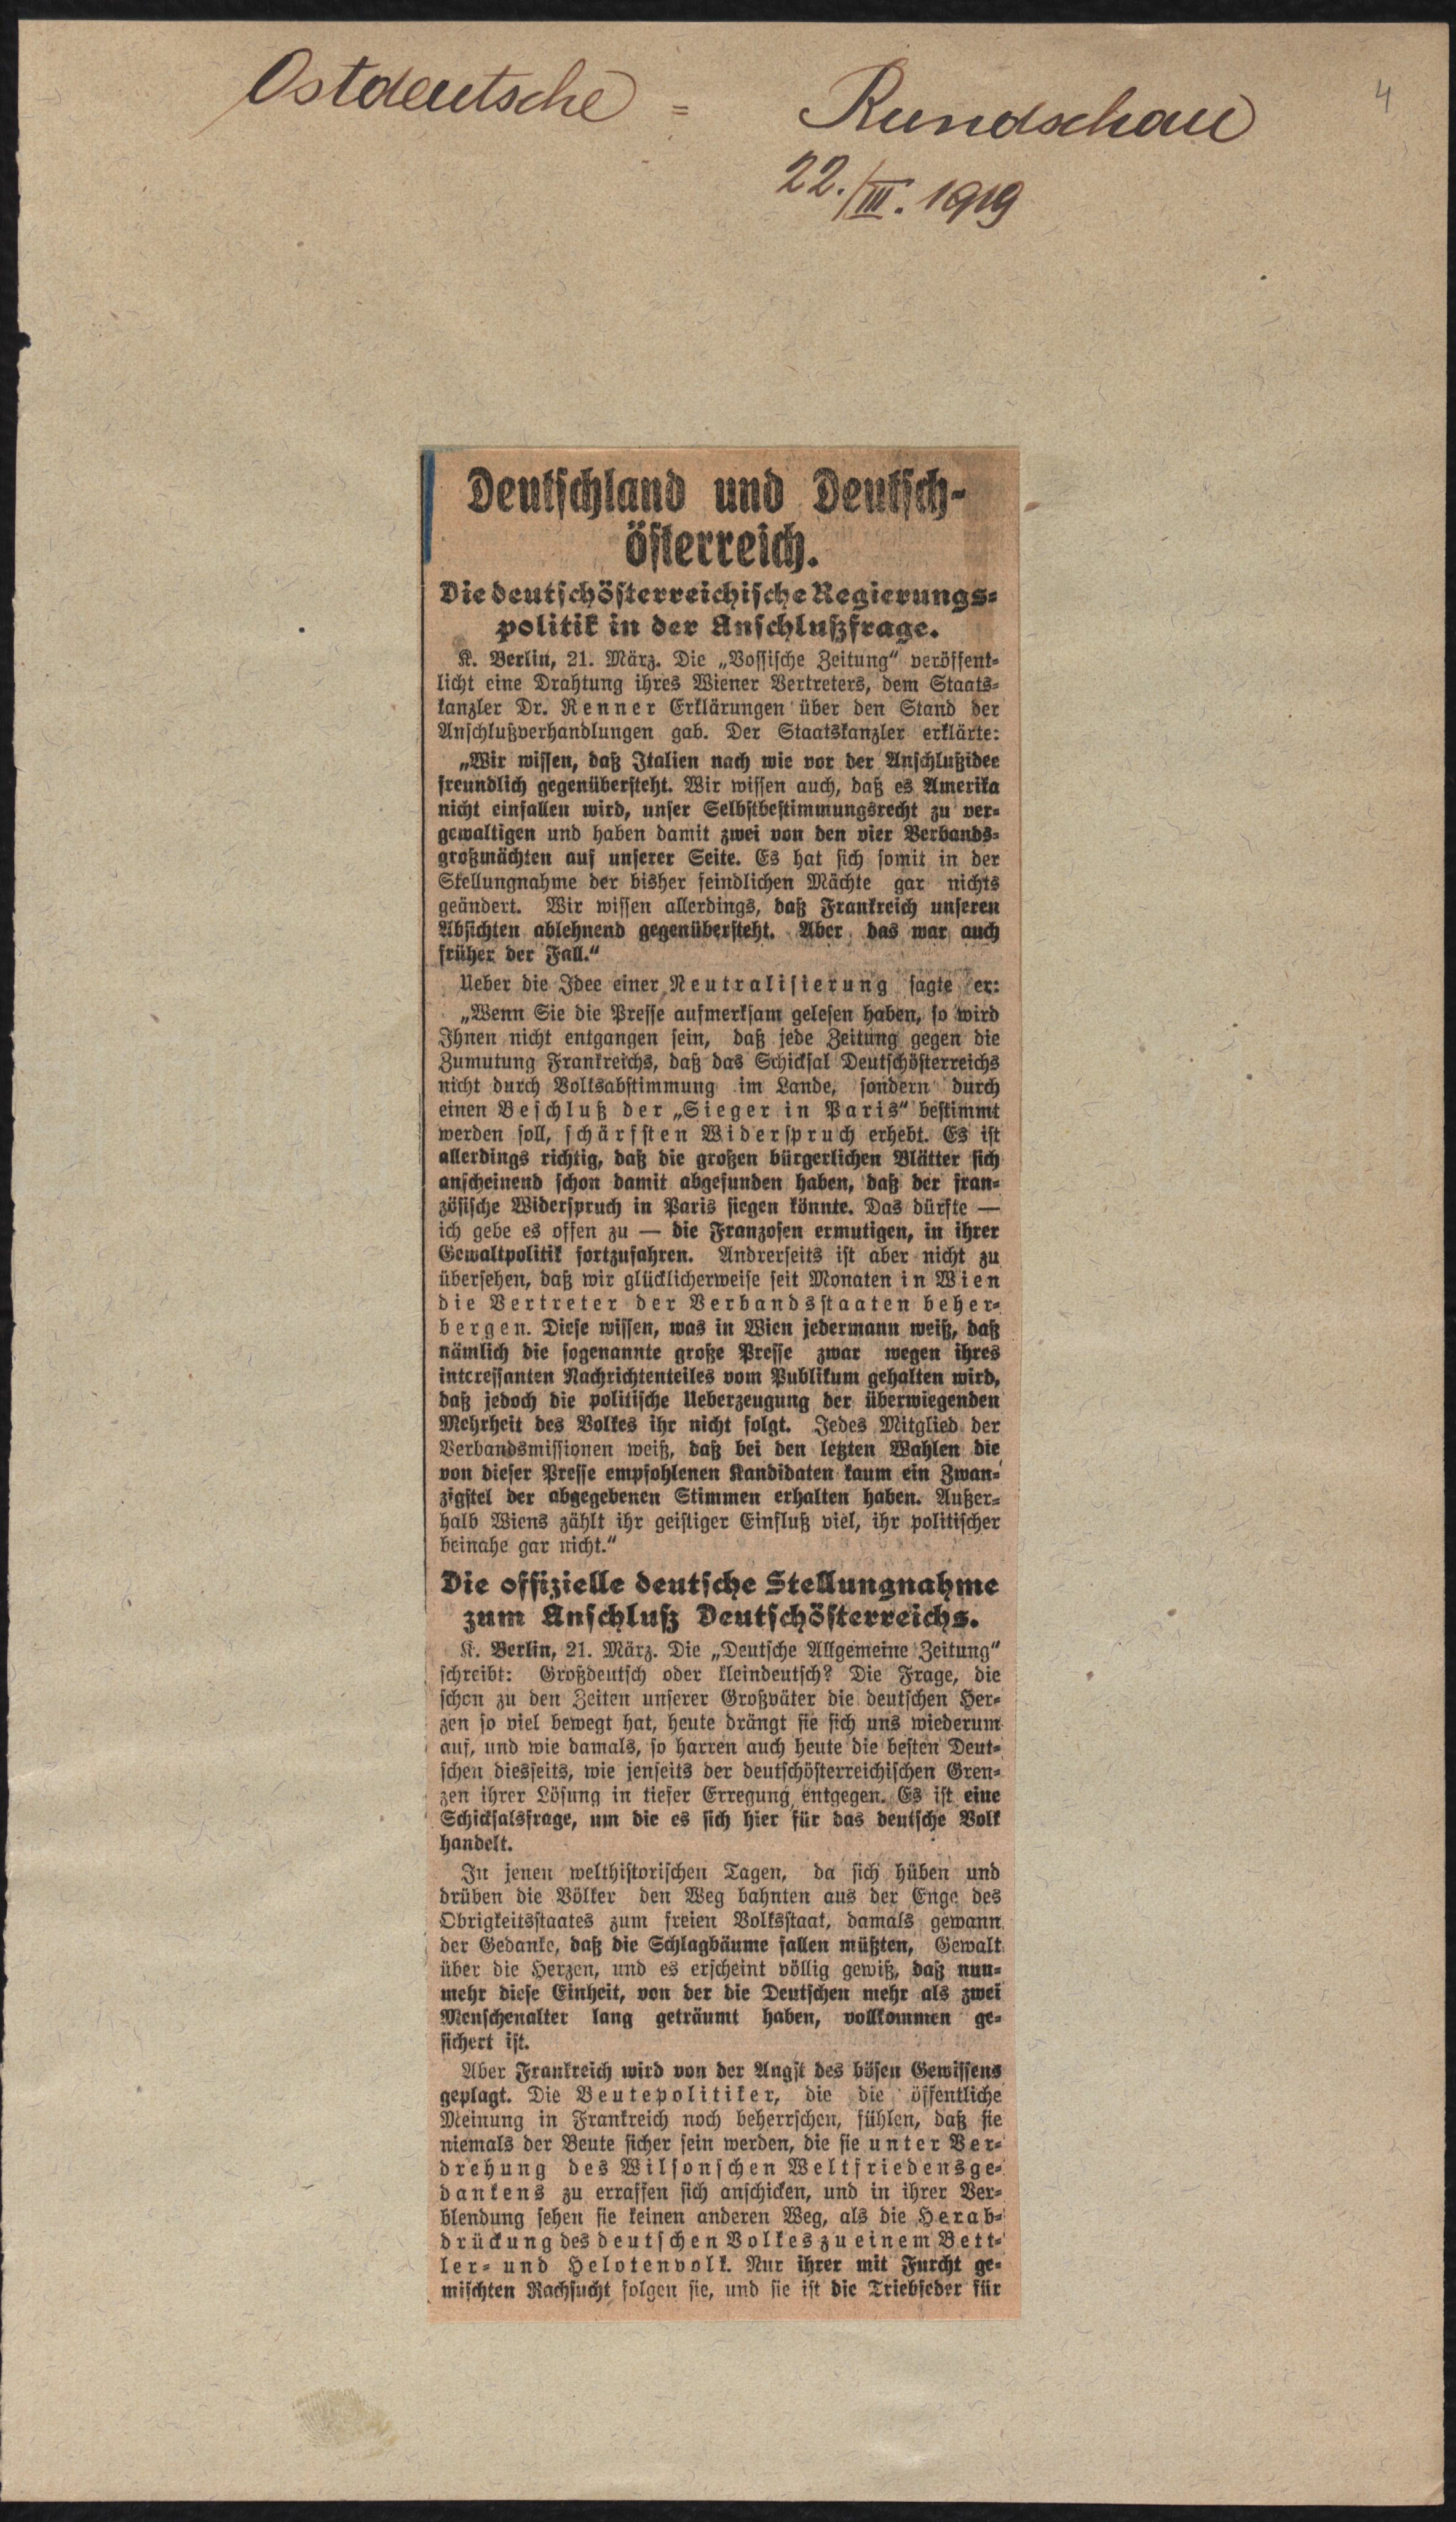 Ostdeutsche = Rundschau
4
22./III. 1919
Deutschland und Deutsch-
österreich.
Die deutschösterreichische Regierungs-
politik in der Anschlußfrage.
K. Berlin, 21. März. Die „Vossische Zeitung“ veröffent-
licht eine Drahtung ihres Wiener Vertreters, dem Staats-
kanzler Dr. Renner Erklärungen über den Stand der
Anschlußverhandlungen gab. Der Staatskanzler erklärte:
„Wir wissen, daß Italien nach wie vor der Anschlußidee
freundlich gegenübersteht. Wir wissen auch, daß es Amerika
nicht einfallen wird, unser Selbstbestimmungsrecht zu ver-
gewaltigen und haben damit zwei von den vier Verbands-
großmächten auf unserer Seite. Es hat sich somit in der
Stellungnahme der bisher feindlichen Mächte gar nichts
geändert. Wir wissen allerdings, daß Frankreich unseren
Absichten ablehnend gegenübersteht. Aber das war auch
früher der Fall.“
Ueber die Idee einer Neutralisierung sagte er:
„Wenn Sie die Presse aufmerksam gelesen haben, so wird
Ihnen nicht entgangen sein, daß jede Zeitung gegen die
Zumutung Frankreichs, daß das Schicksal Deutschösterreichs
nicht durch Volksabstimmung im Lande, sondern durch
einen Beschluß der „Sieger in Paris“ bestimmt
werden soll, schärfsten Widerspruch erhebt. Es ist
allerdings richtig, daß die großen bürgerlichen Blätter sich
anscheinend schon damit abgefunden haben, daß der fran-
zösische Widerspruch in Paris siegen könnte. Das dürfte —
ich gebe es offen zu — die Franzosen ermutigen, in ihrer
Gewaltpolitik fortzufahren. Andrerseits ist aber nicht zu
übersehen, daß wir glücklicherweise seit Monaten in Wien
die Vertreter der Verbandsstaaten beher-
bergen. Diese wissen, was in Wien jedermann weiß, daß
nämlich die sogenannte große Presse zwar wegen ihres
interessanten Nachrichtenteiles vom Publikum gehalten wird,
daß jedoch die politische Ueberzeugung der überwiegenden
Mehrheit des Volkes ihr nicht folgt. Jedes Mitglied der
Verbandsmissionen weiß, daß bei den letzten Wahlen die
von dieser Presse empfohlenen Kandidaten kaum ein Zwan-
zigstel der abgegebenen Stimmen erhalten haben. Außer-
halb Wiens zählt ihr geistiger Einfluß viel, ihr politischer
beinahe gar nicht.“
Die offizielle deutsche Stellungnahme
zum Anschluß Deutschösterreichs.
K. Berlin, 21. März. Die „Deutsche Allgemeine Zeitung“
schreibt: Großdeutsch oder kleindeutsch? Die Frage, die
schon zu den Zeiten unserer Großväter die deutschen Her-
zen so viel bewegt hat, heute drängt sie sich uns wiederum
auf, und wie damals, so harren auch heute die besten Deut-
schen diesseits, wie jenseits der deutschösterreichischen Gren-
zen ihrer Lösung in tiefer Erregung entgegen. Es ist eine
Schicksalsfrage, um die es sich hier für das deutsche Volk
handelt.
In jenen welthistorischen Tagen, da sich hüben und
drüben die Völker den Weg bahnten aus der Enge des
Obrigkeitsstaates zum freien Volksstaat, damals gewann
der Gedanke, daß die Schlagbäume fallen müßten, Gewalt
über die Herzen, und es erscheint völlig gewiß, daß nun-
mehr diese Einheit, von der die Deutschen mehr als zwei
Menschenalter lang geträumt haben, vollkommen ge-
sichert ist.
Aber Frankreich wird von der Angst des bösen Gewissens
geplagt. Die Beutepolitiker, die die öffentliche
Meinung in Frankreich noch beherrschen, fühlen, daß sie
niemals der Beute sicher sein werden, die sie unter Ver-
drehung des Wilsonschen Weltfriedensge-
dankens zu erraffen sich anschicken, und in ihrer Ver-
blendung sehen sie keinen anderen Weg, als die Herab-
drückung des deutschen Volkes zu einem Bett-
ler- und Helotenvolk. Nur ihrer mit Furcht ge-
mischten Rachsucht folgen sie, und sie ist die Triebfeder für